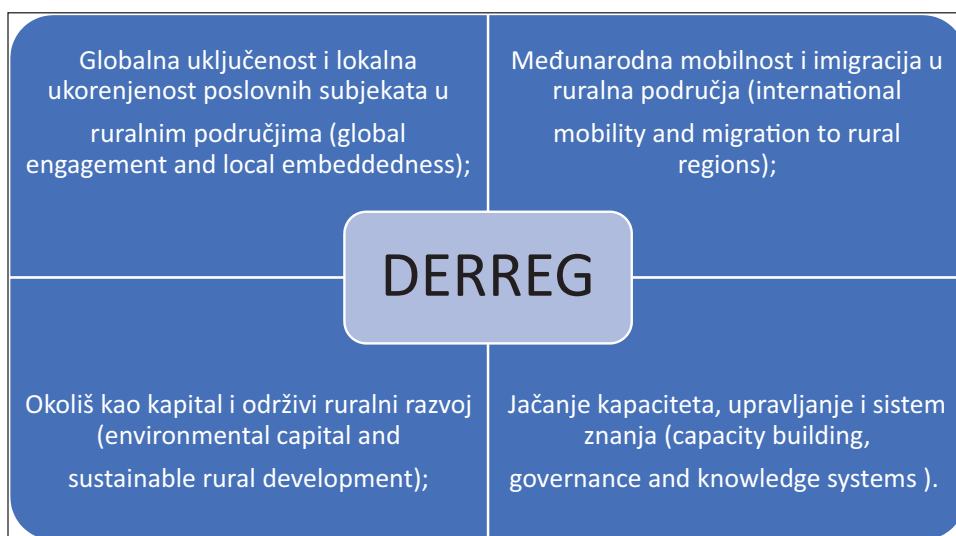 Globalna uključenost i lokalna
ukorenjenost poslovnih subjekata u
ruralnim područjima (global
engagement and local embeddedness);
Međunarodna mobilnost i imigracija u
ruralna područja (international
mobility and migration to rural
regions);
DERREG
Okoliš kao kapital i održivi ruralni razvoj
(environmental capital and
sustainable rural development);
Jačanje kapaciteta, upravljanje i sistem
znanja (capacity building,
governance and knowledge systems ).